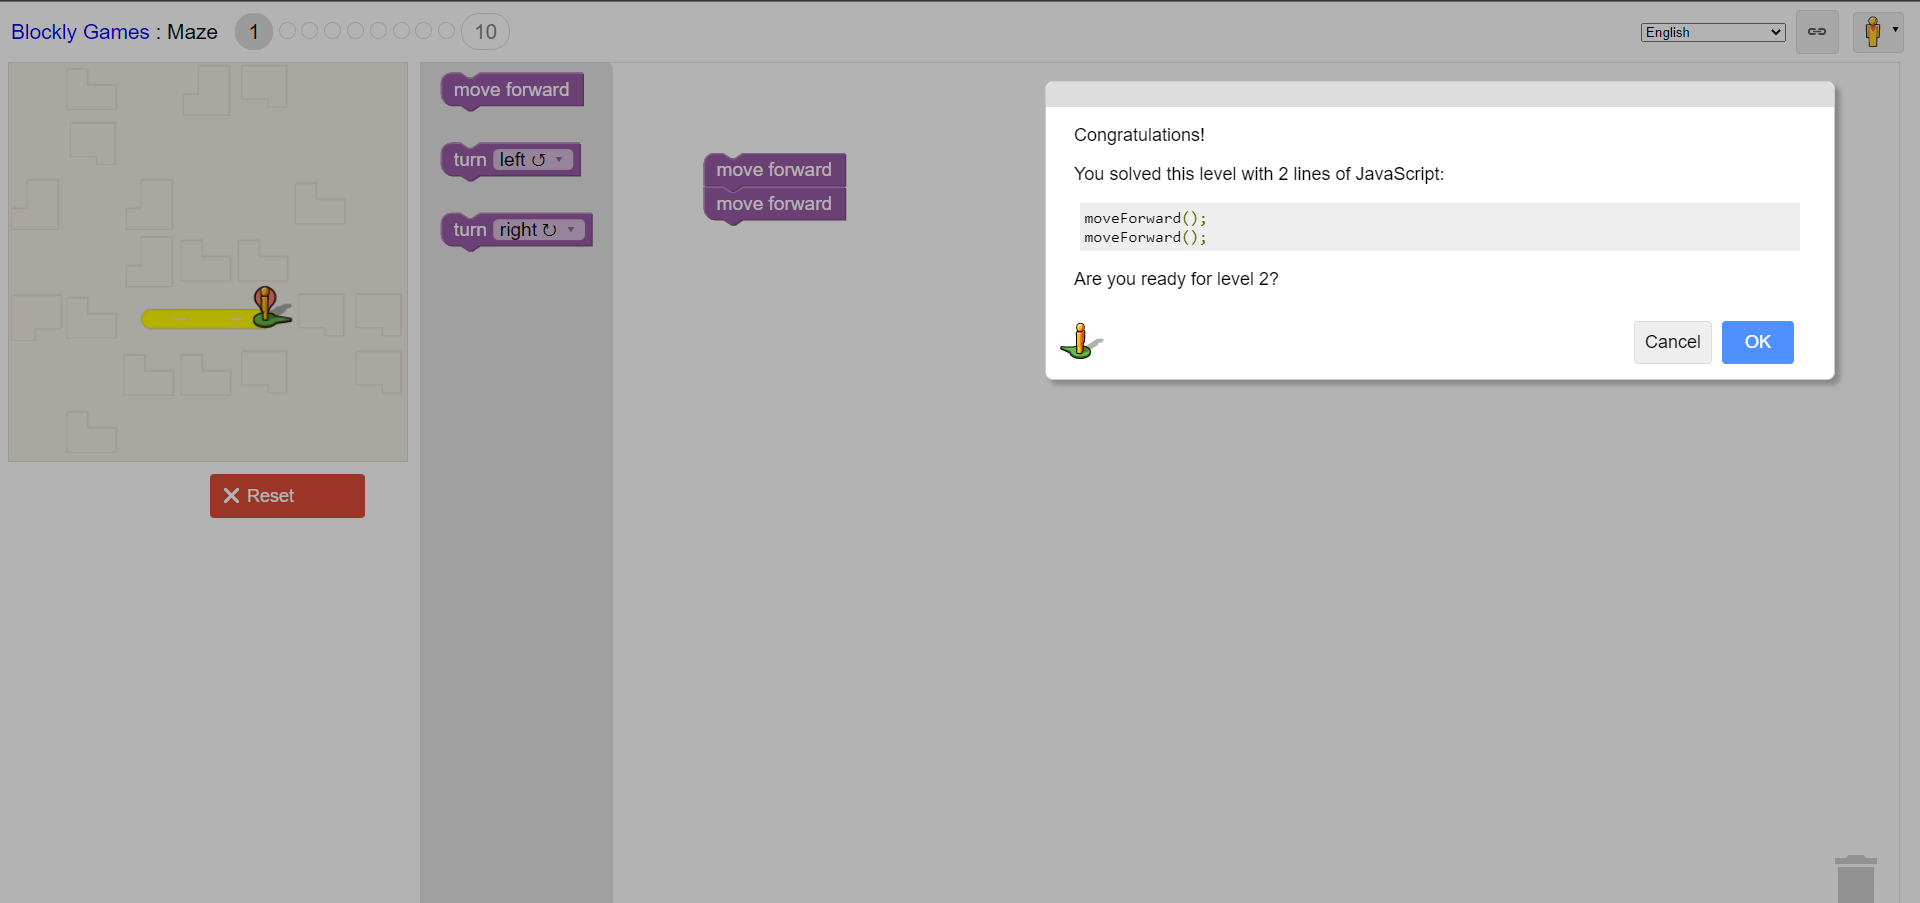 Blockly Games : Maze 1 10
English
move forward
turn left ↺ ▾
turn right ↻ ▾
move forward
move forward
Reset
Congratulations!
You solved this level with 2 lines of JavaScript:
moveForward();
moveForward();
Are you ready for level 2?
Cancel OK